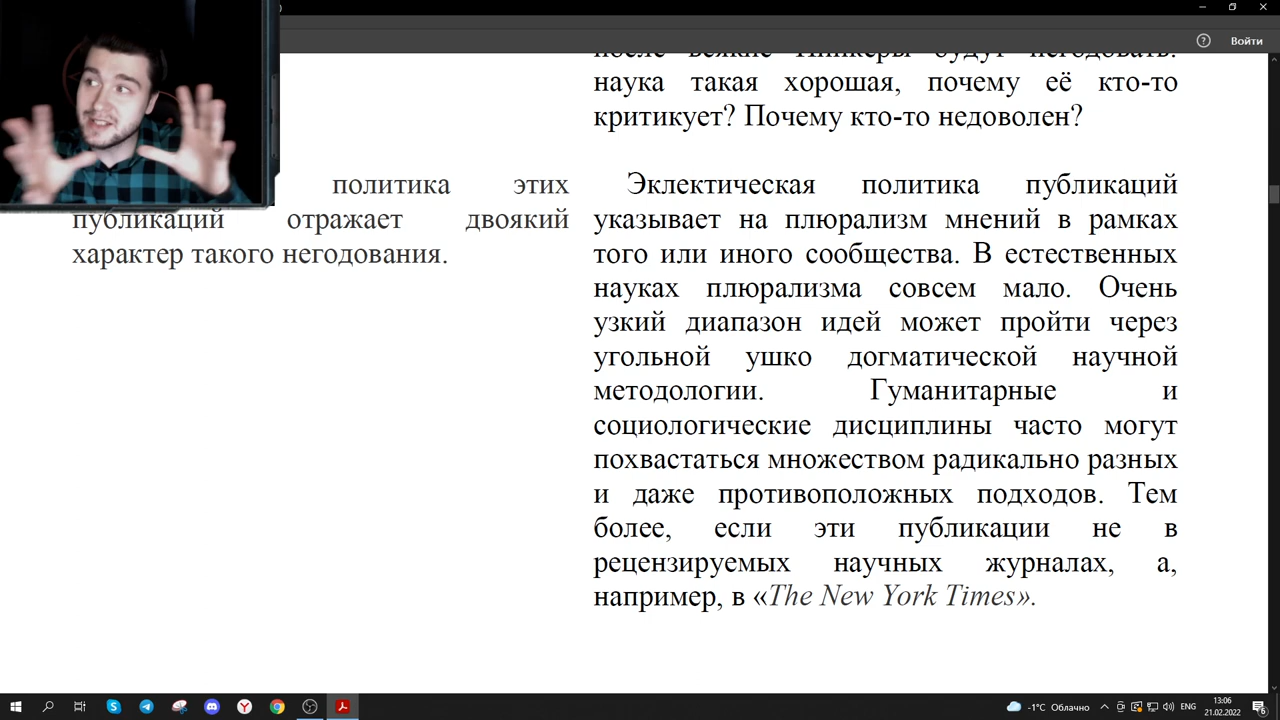 Войти
наука такая хорошая, почему её кто-то
критикует? Почему кто-то недоволен?
политика этих
публикаций отражает двоякий
характер такого негодования.
Эклектическая политика публикаций
указывает на плюрализм мнений в рамках
того или иного сообщества. В естественных
науках плюрализма совсем мало. Очень
узкий диапазон идей может пройти через
угольной ушко догматической научной
методологии. Гуманитарные и
социологические дисциплины часто могут
похвастаться множеством радикально разных
и даже противоположных подходов. Тем
более, если эти публикации не в
рецензируемых научных журналах, а,
например, в «The New York Times».
-1°C Облачно
ENG
13:06
21.02.2022
6